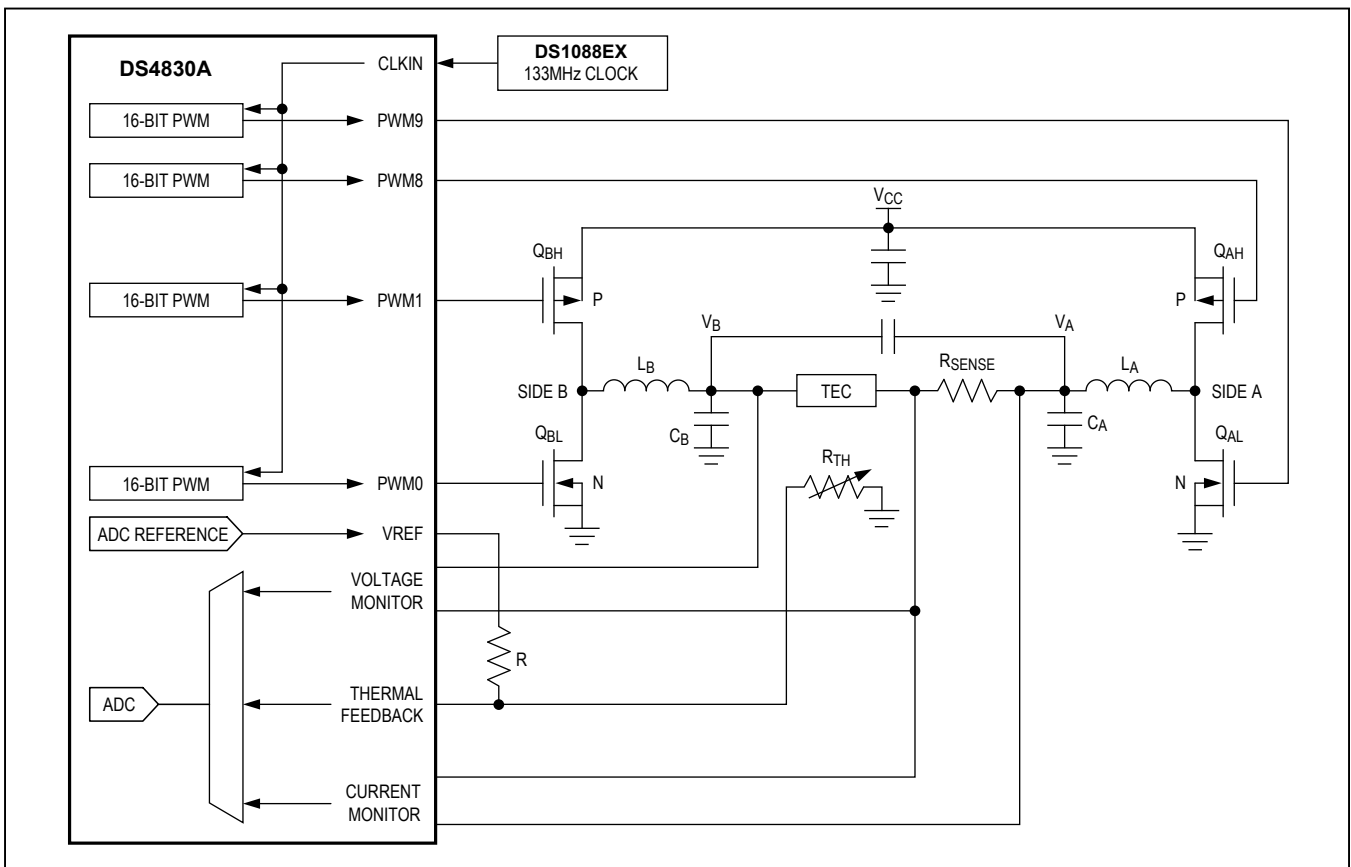 DS4830A
CLKIN
DS1088EX
133MHz CLOCK
16-BIT PWM
PWM9
16-BIT PWM
PWM8
VCC
QBH
QAH
16-BIT PWM
PWM1
P
P
VB
VA
LB
RSENSE
LA
SIDE B
TEC
SIDE A
CB
CA
QBL
QAL
RTH
16-BIT PWM
PWM0
N
N
ADC REFERENCE
VREF
VOLTAGE
MONITOR
R
ADC
THERMAL
FEEDBACK
CURRENT
MONITOR